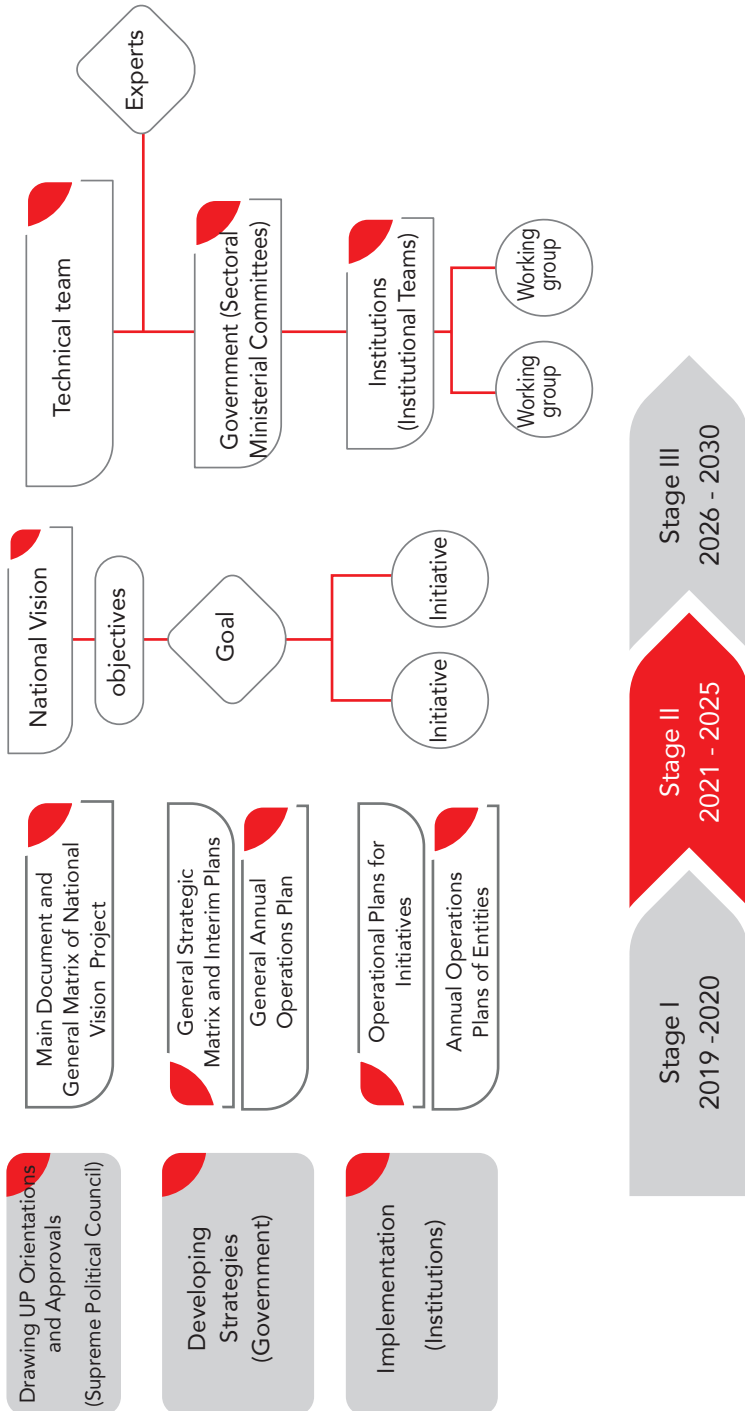 Drawing UP Orientations
and Approvals
(Supreme Political Council)
Main Document and
General Matrix of National
Vision Project
National Vision
objectives
Goal
Initiative
Initiative
Technical team
Experts
Developing
Strategies
(Government)
General Strategic
Matrix and Interim Plans
General Annual
Operations Plan
Government (Sectoral
Ministerial Committees)
Implementation
(Institutions)
Operational Plans for
Initiatives
Annual Operations
Plans of Entities
Institutions
(Institutional Teams)
Working
group
Working
group
Stage I
2019 -2020
Stage II
2021 - 2025
Stage III
2026 - 2030